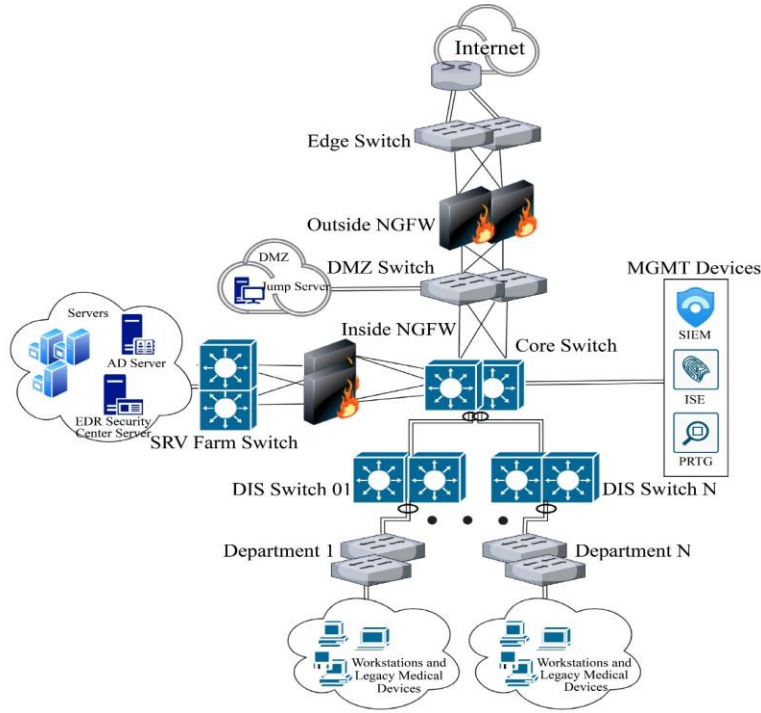 Internet
Edge Switch
Outside NGFW
DMZ
Jump Server
DMZ Switch
MGMT Devices
SIEM
ISE
PRTG
Servers
AD Server
EDR Security
Center Server
SRV Farm Switch
Inside NGFW
Core Switch
DIS Switch 01
DIS Switch N
Department 1
Department N
Workstations and
Legacy Medical
Devices
Workstations and
Legacy Medical
Devices